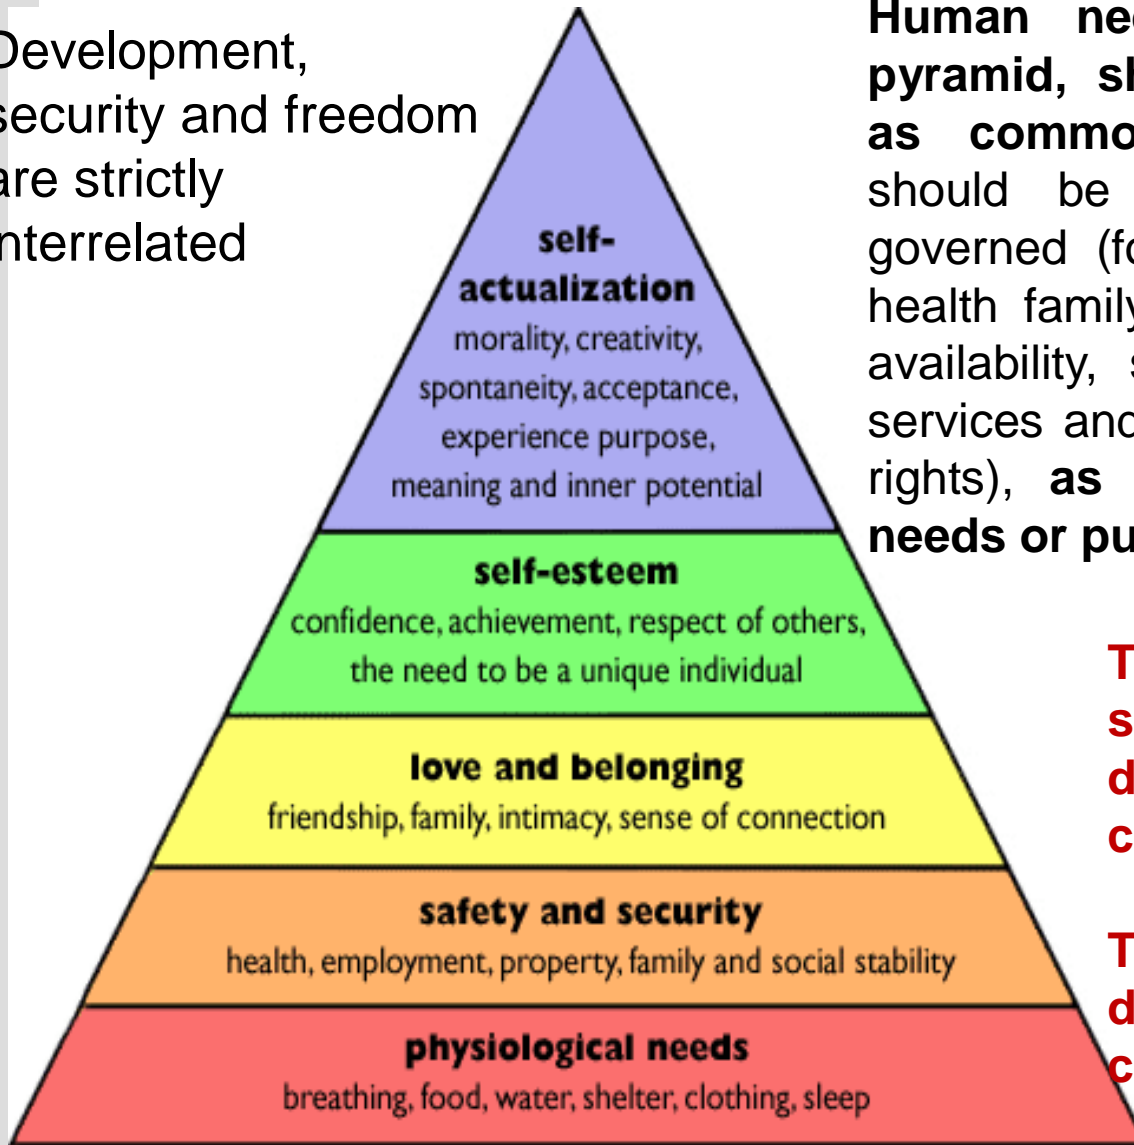 Development,
security and freedom
are strictly
interrelated
self-
actualization
morality, creativity,
spontaneity, acceptance,
experience purpose,
meaning and inner potential
self-esteem
confidence, achievement, respect of others,
the need to be a unique individual
love and belonging
friendship, family, intimacy, sense of connection
safety and security
health, employment, property, family and social stability
physiological needs
breathing, food, water, shelter, clothing, sleep
Human
pyramid,
as
should be
governed
health family
availability,
services
rights), as
needs or